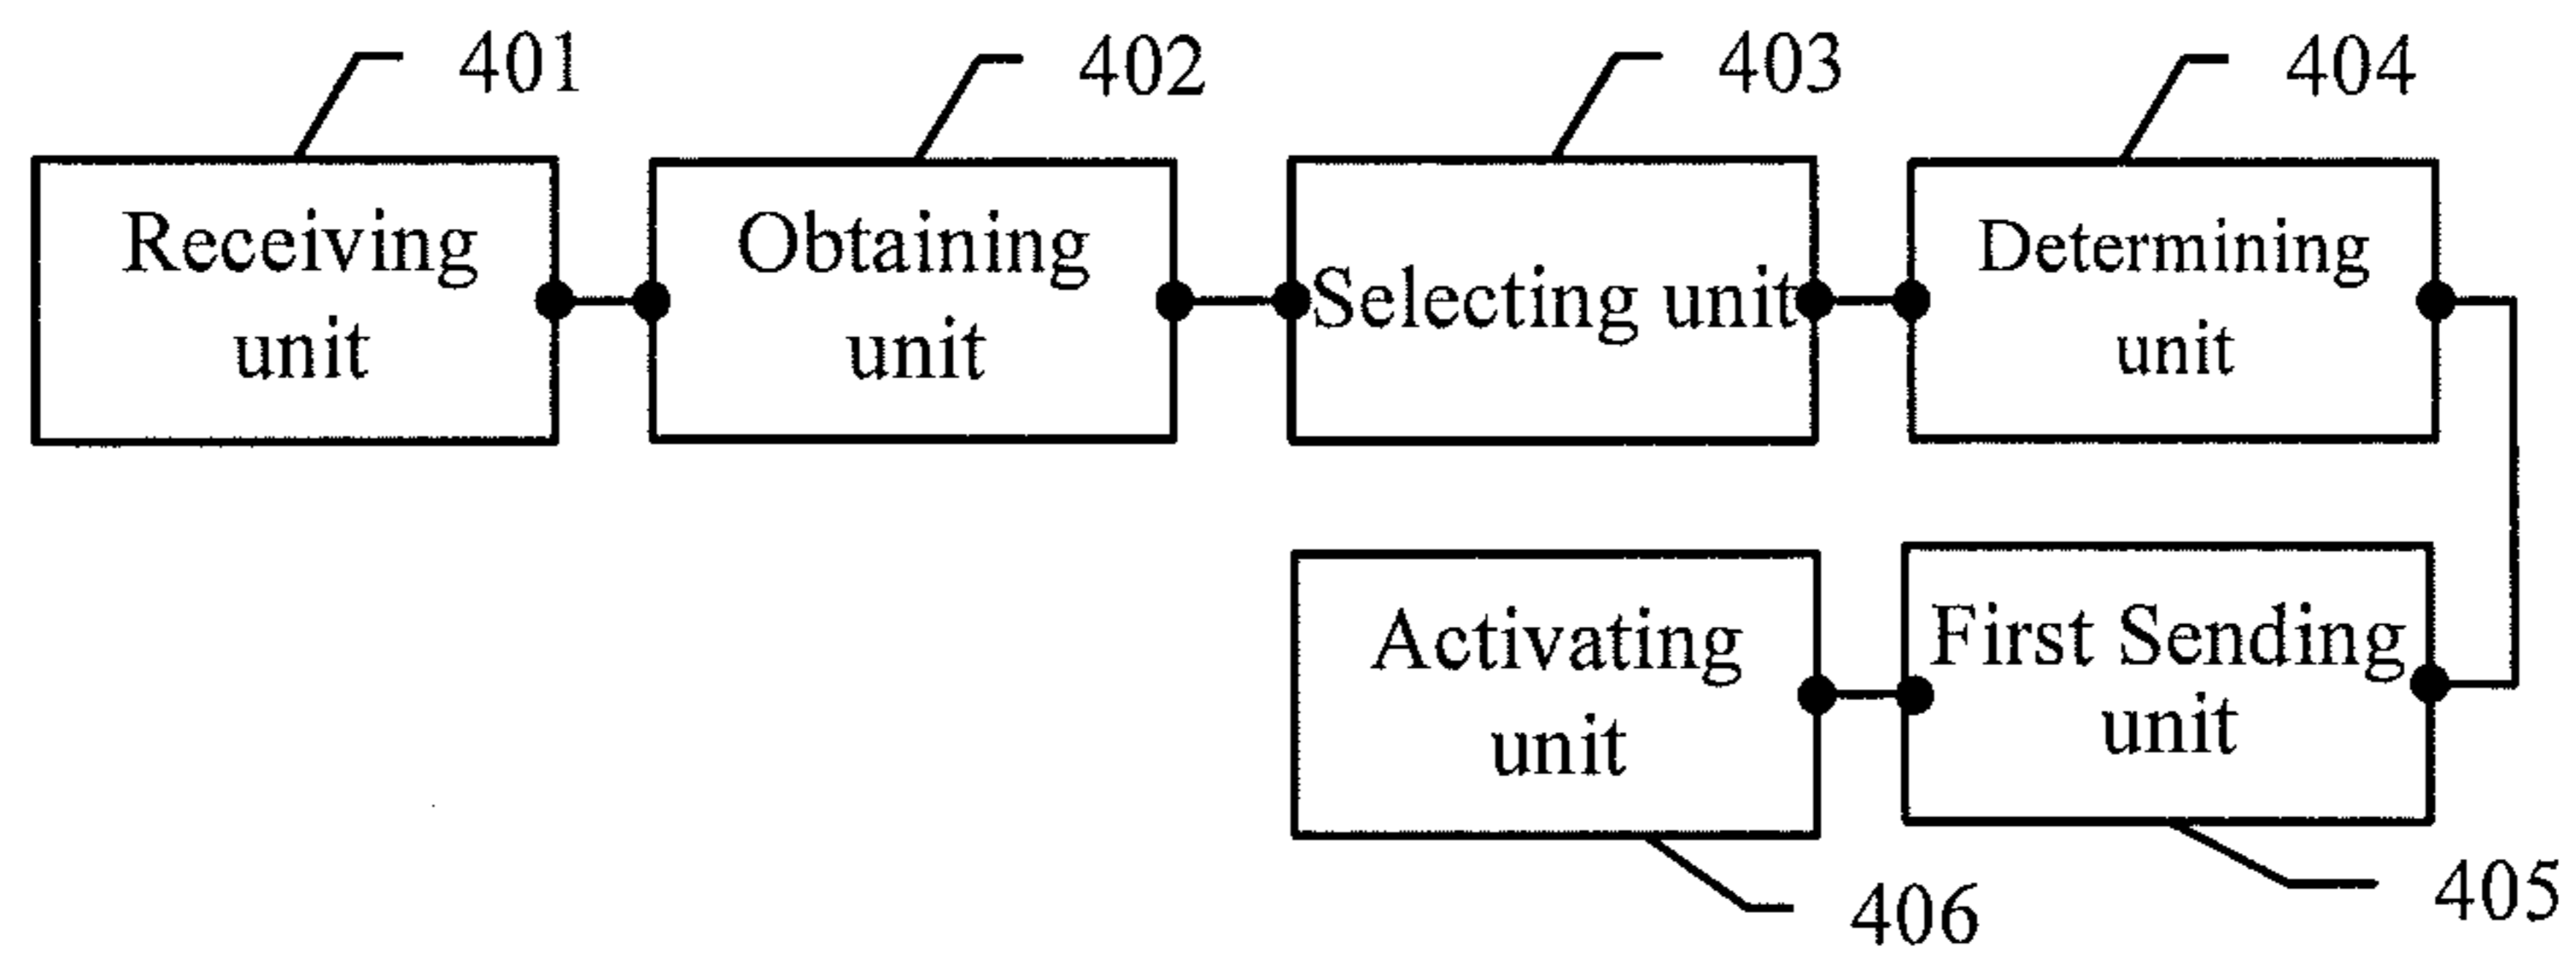 401
402
403
404
Receiving
unit
Obtaining
unit
Selecting unit
Determining
unit
Activating
unit
First Sending
unit
406
405